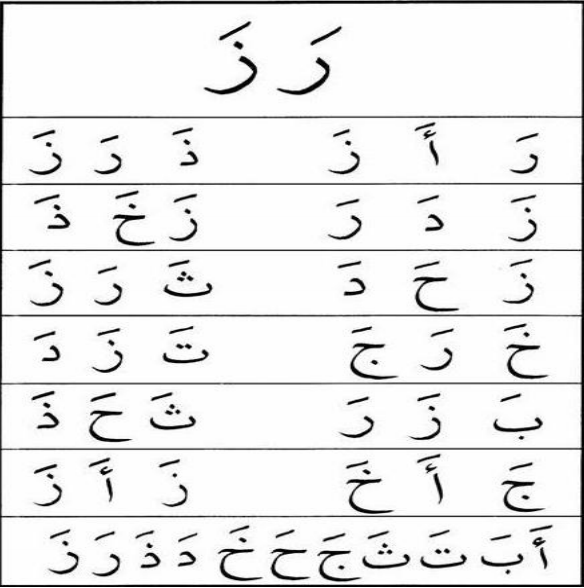 رَ زَ
رَ أَ زَ ذَ رَ زَ
زَ دَ رَ زَ خَ ذَ
زَ حَ دَ ثَ رَ زَ
خَ رَ جَ تَ زَ دَ
بَ زَ رَ ثَ حَ ذَ
جَ أَ خَ زَ أَ زَ
أَ بَ تَ ثَ جَ حَ خَ دَ ذَ رَ زَ